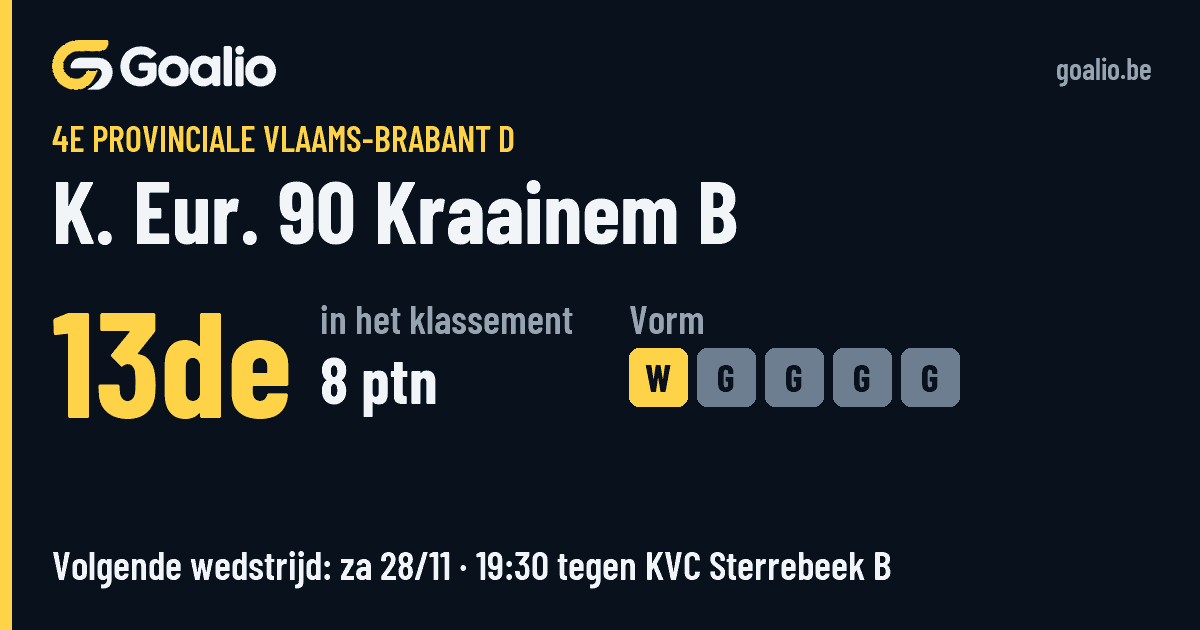 Goalio
goalio.be
4E PROVINCIALE VLAAMS-BRABANT D
K. Eur. 90 Kraainem B
13de
in het klassement
8 ptn
Vorm
W G G G G
Volgende wedstrijd: za 28/11 · 19:30 tegen KVC Sterrebeek B